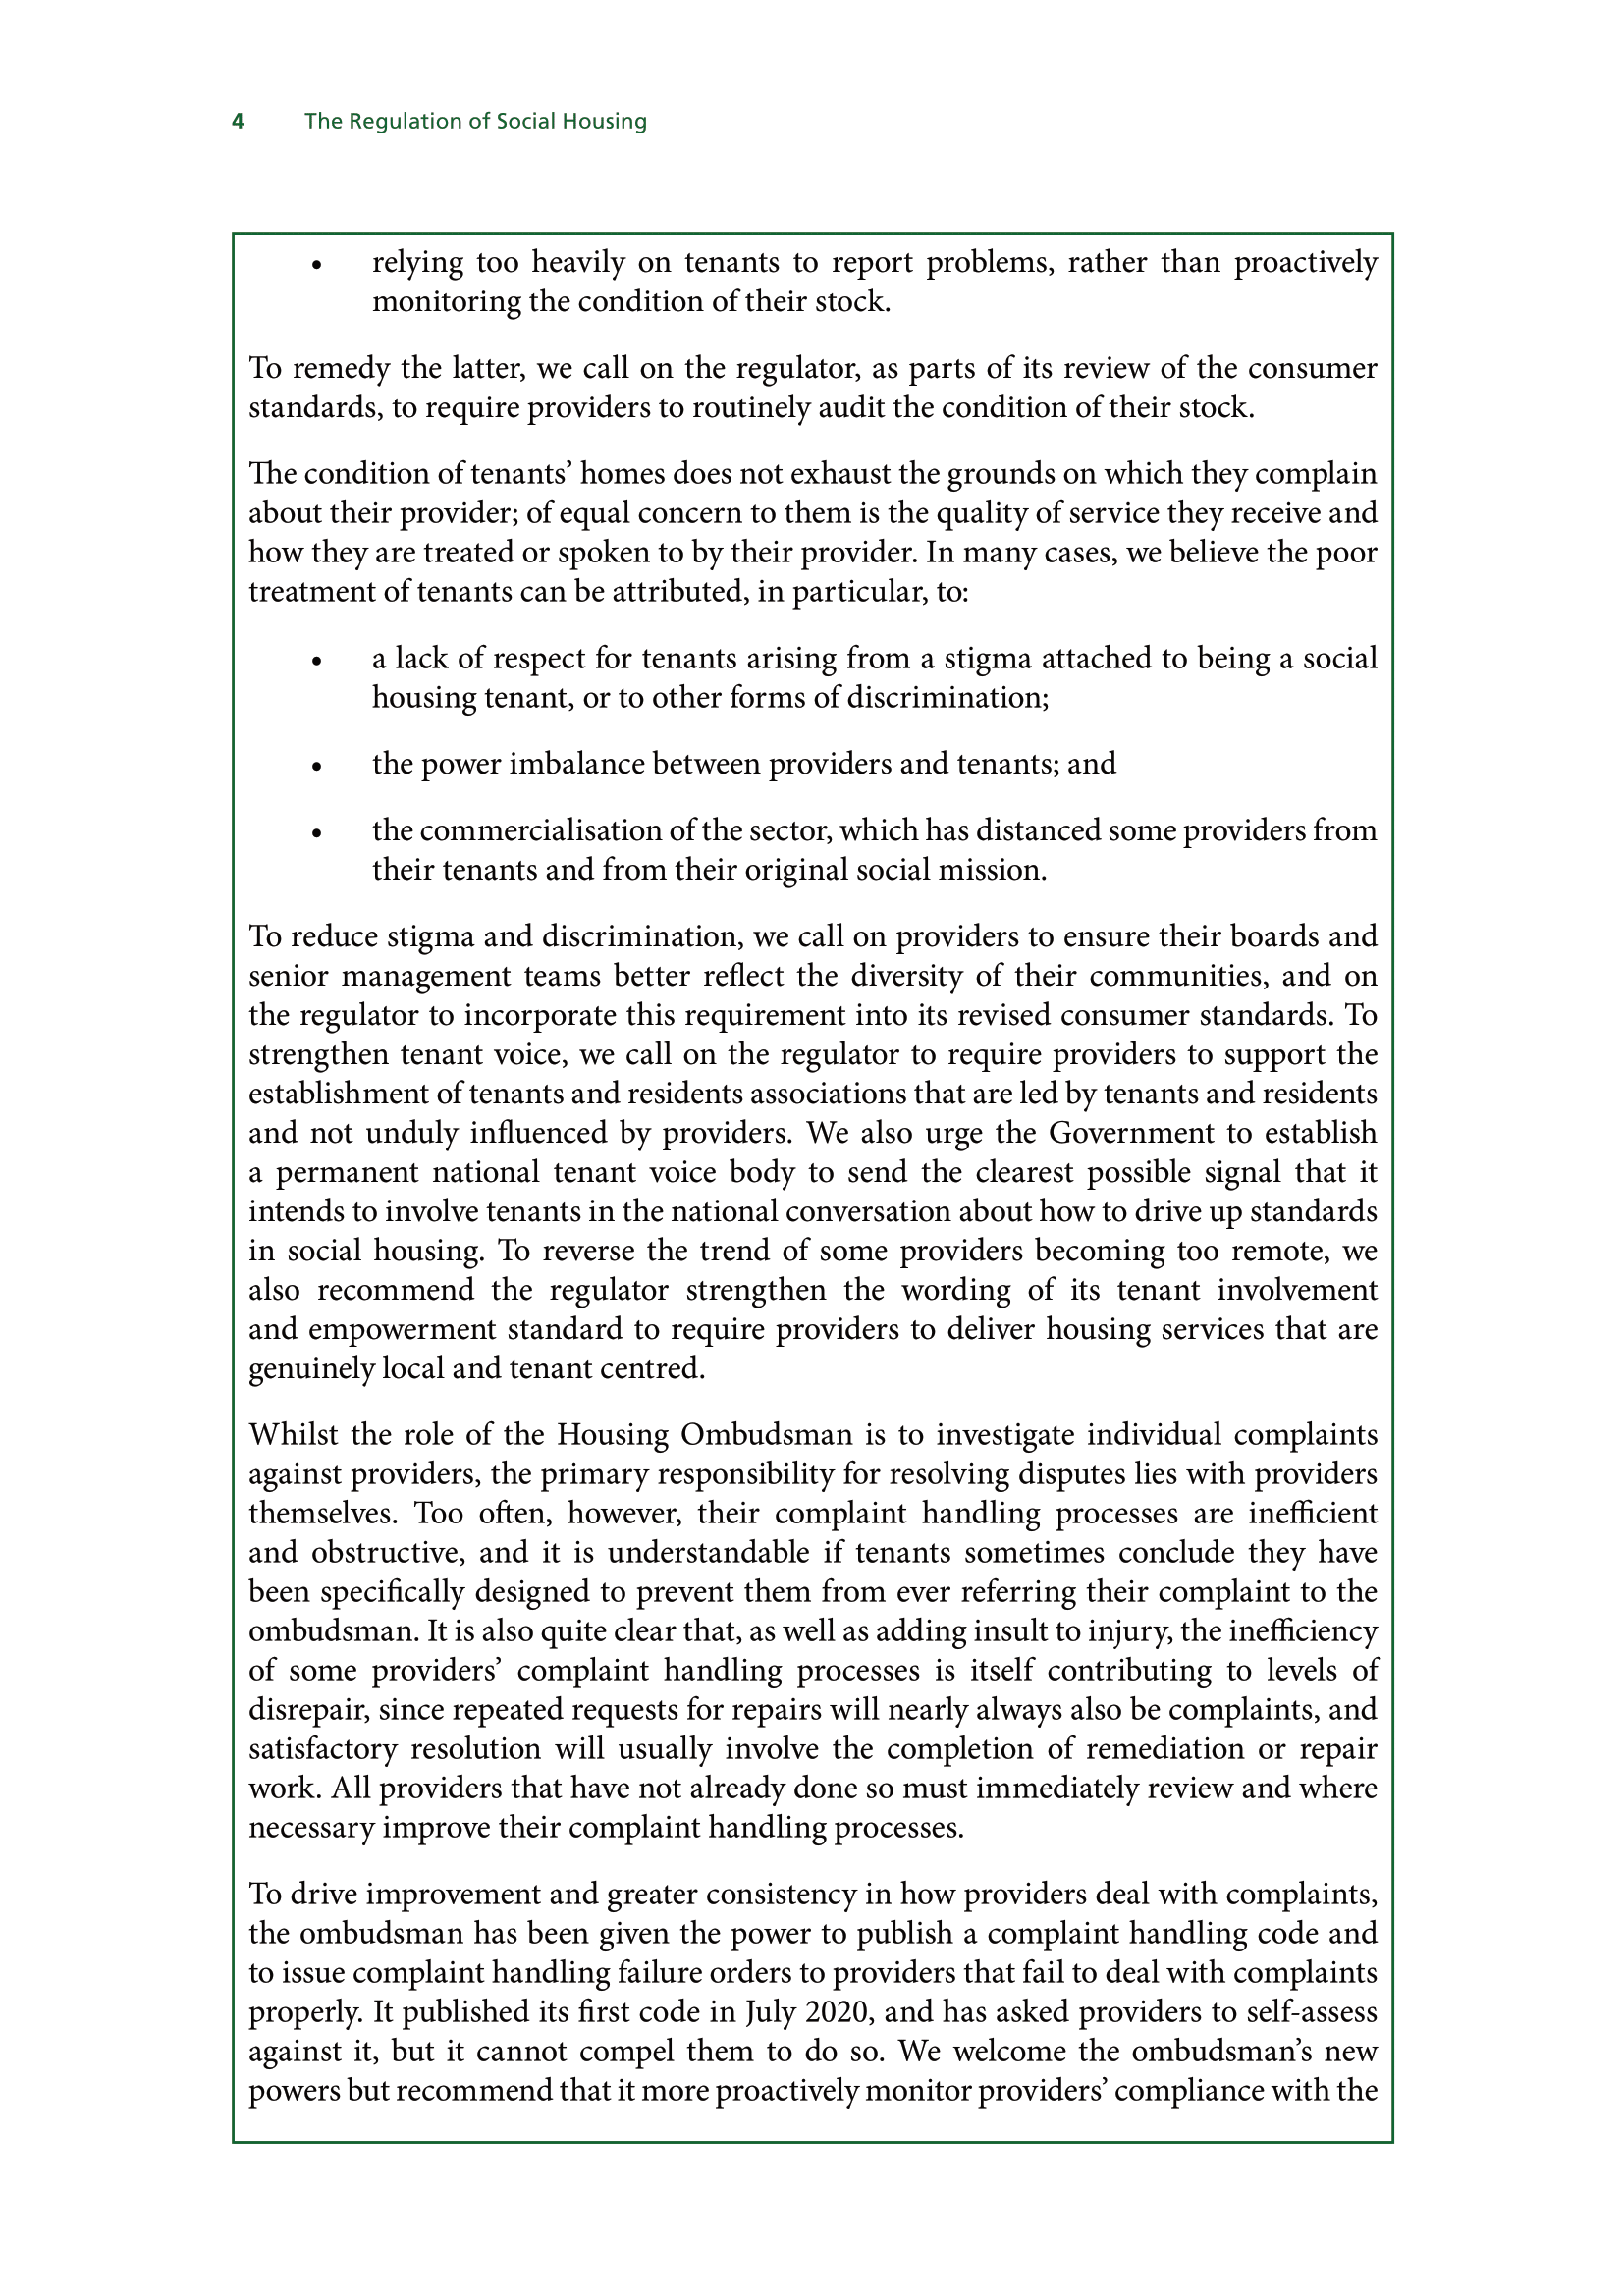 4 The Regulation of Social Housing
• relying too heavily on tenants to report problems, rather than proactively
monitoring the condition of their stock.
To remedy the latter, we call on the regulator, as parts of its review of the consumer
standards, to require providers to routinely audit the condition of their stock.
The condition of tenants’ homes does not exhaust the grounds on which they complain
about their provider; of equal concern to them is the quality of service they receive and
how they are treated or spoken to by their provider. In many cases, we believe the poor
treatment of tenants can be attributed, in particular, to:
• a lack of respect for tenants arising from a stigma attached to being a social
housing tenant, or to other forms of discrimination;
• the power imbalance between providers and tenants; and
• the commercialisation of the sector, which has distanced some providers from
their tenants and from their original social mission.
To reduce stigma and discrimination, we call on providers to ensure their boards and
senior management teams better reflect the diversity of their communities, and on
the regulator to incorporate this requirement into its revised consumer standards. To
strengthen tenant voice, we call on the regulator to require providers to support the
establishment of tenants and residents associations that are led by tenants and residents
and not unduly influenced by providers. We also urge the Government to establish
a permanent national tenant voice body to send the clearest possible signal that it
intends to involve tenants in the national conversation about how to drive up standards
in social housing. To reverse the trend of some providers becoming too remote, we
also recommend the regulator strengthen the wording of its tenant involvement
and empowerment standard to require providers to deliver housing services that are
genuinely local and tenant centred.
Whilst the role of the Housing Ombudsman is to investigate individual complaints
against providers, the primary responsibility for resolving disputes lies with providers
themselves. Too often, however, their complaint handling processes are inefficient
and obstructive, and it is understandable if tenants sometimes conclude they have
been specifically designed to prevent them from ever referring their complaint to the
ombudsman. It is also quite clear that, as well as adding insult to injury, the inefficiency
of some providers’ complaint handling processes is itself contributing to levels of
disrepair, since repeated requests for repairs will nearly always also be complaints, and
satisfactory resolution will usually involve the completion of remediation or repair
work. All providers that have not already done so must immediately review and where
necessary improve their complaint handling processes.
To drive improvement and greater consistency in how providers deal with complaints,
the ombudsman has been given the power to publish a complaint handling code and
to issue complaint handling failure orders to providers that fail to deal with complaints
properly. It published its first code in July 2020, and has asked providers to self-assess
against it, but it cannot compel them to do so. We welcome the ombudsman’s new
powers but recommend that it more proactively monitor providers’ compliance with the